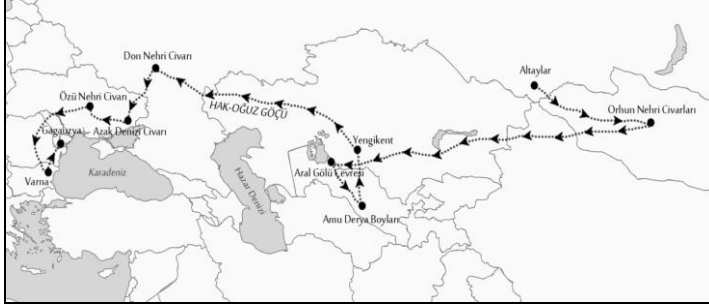 Don Nehri Civarı
Altaylar
Özü Nehri Civarı
HAK-OĞUZ GÖÇÜ
Orhun Nehri Civarları
Azak Denizi Civarı
Gagauzya
Yengikent
Karadeniz
Aral Gölü Çevresi
Varna
Hazar Denizi
Amu Derya Boyları